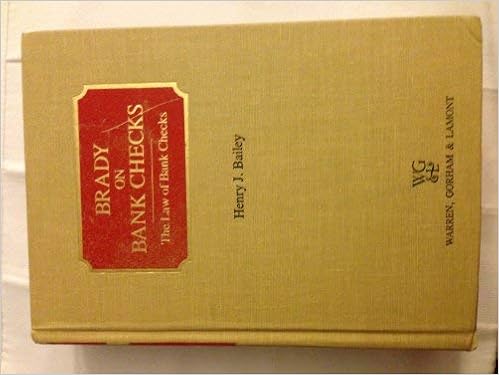 BRADY
ON
BANK CHECKS
The Law of Bank Checks
Henry J. Bailey
WG
&L
WARREN, GORHAM & LAMONT